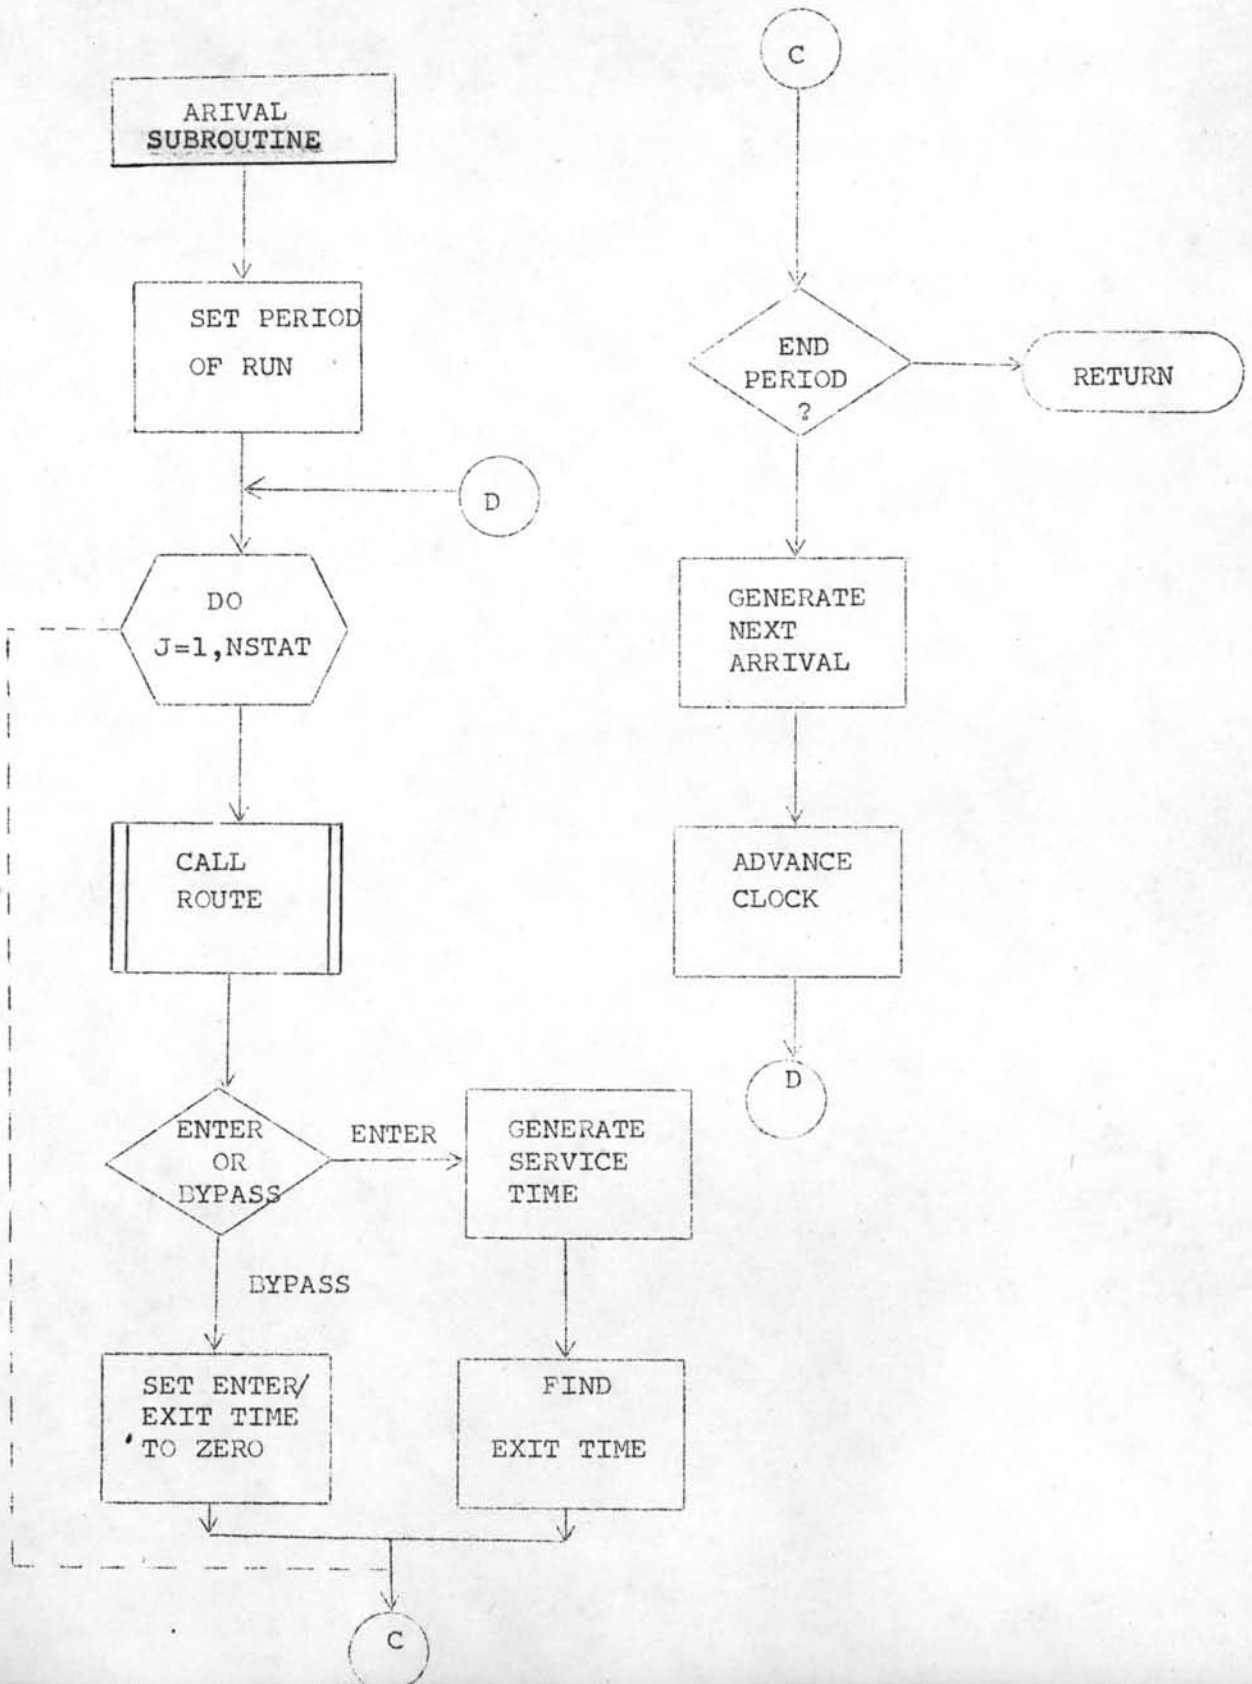 ARIVAL
SUBROUTINE
SET PERIOD
OF RUN
D
DO
J=1,NSTAT
CALL
ROUTE
ENTER
OR
BYPASS
ENTER
GENERATE
SERVICE
TIME
BYPASS
SET ENTER/
EXIT TIME
TO ZERO
FIND
EXIT TIME
C
C
END
PERIOD
?
RETURN
GENERATE
NEXT
ARRIVAL
ADVANCE
CLOCK
D